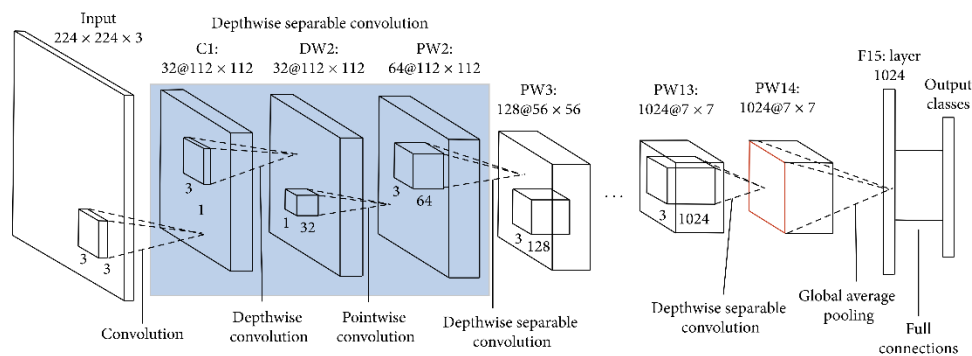 Depthwise separable convolution
Input
224 × 224 × 3
C1:
32@112 × 112
DW2:
32@112 × 112
PW2:
64@112 × 112
PW3:
128@56 × 56
PW13:
1024@7 × 7
PW14:
1024@7 × 7
F15: layer
1024
Output
classes
3
3
3
1
1
32
3
64
3
128
...
3
1024
Convolution
Depthwise
convolution
Pointwise
convolution
Depthwise separable
convolution
Depthwise separable
convolution
Global average
pooling
Full
connections